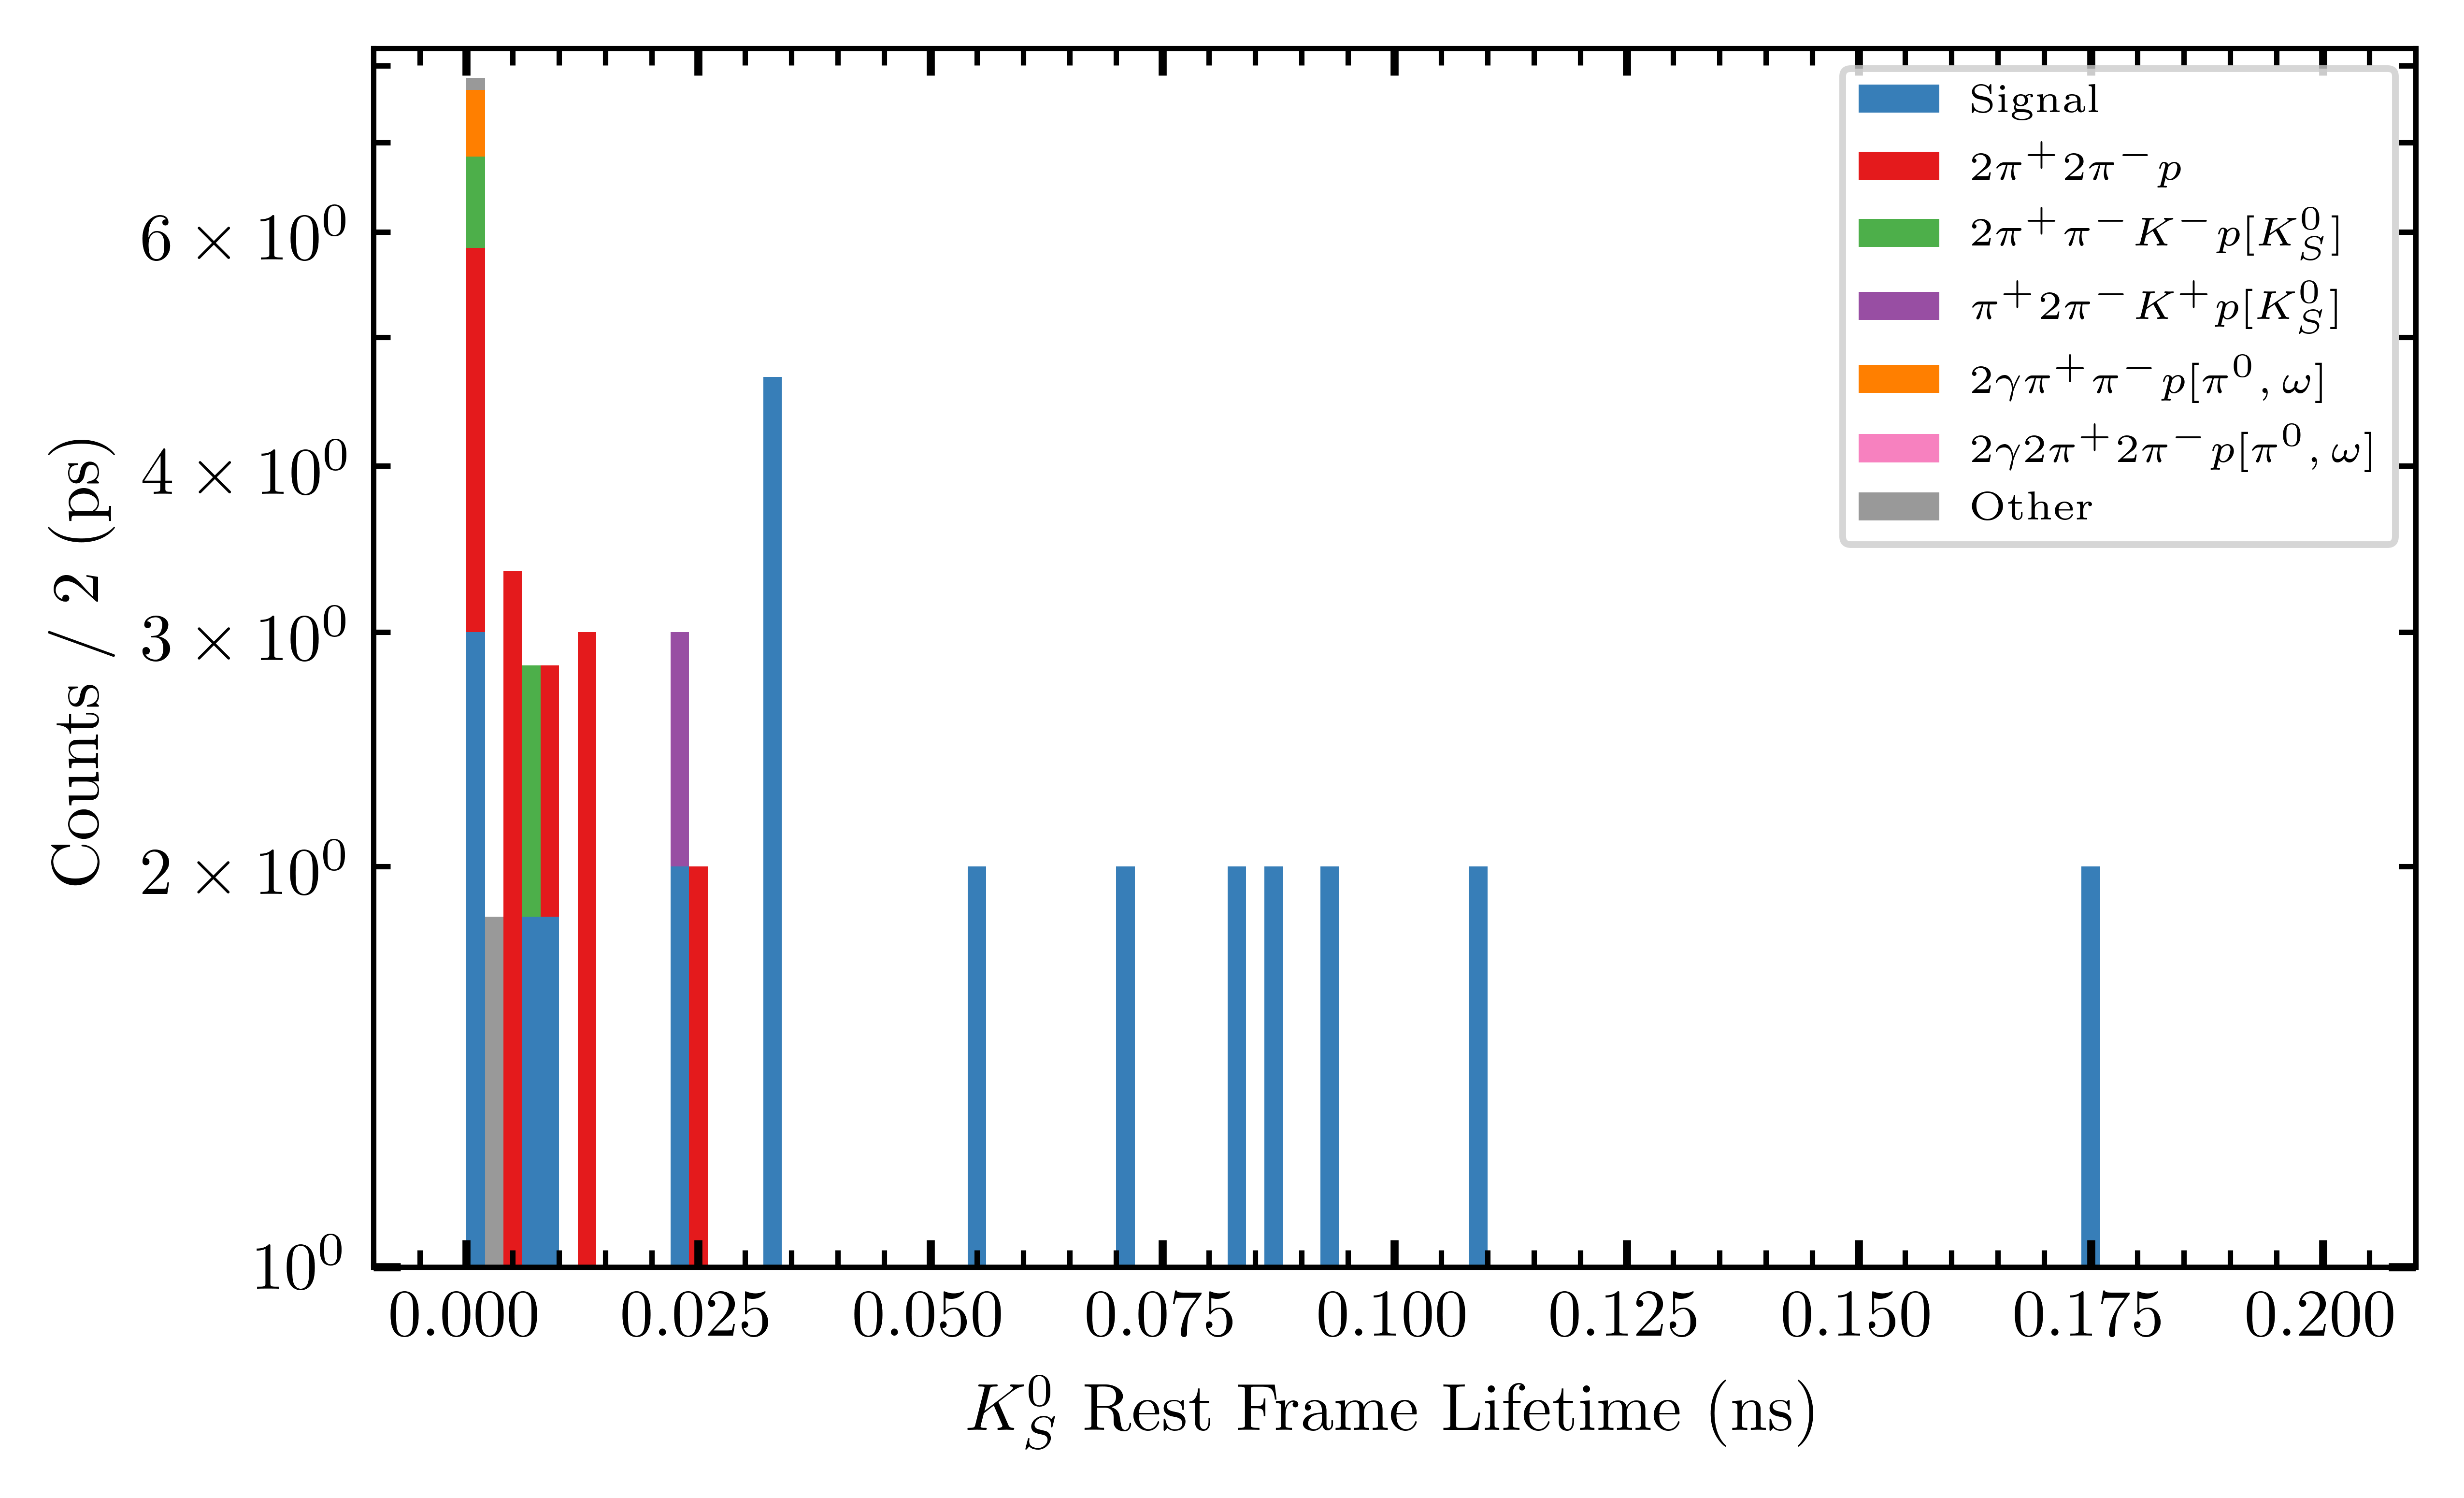 Counts / 2 (ps)
6 × 10⁰
4 × 10⁰
3 × 10⁰
2 × 10⁰
10⁰
Signal
2π⁺2π⁻p
2π⁺π⁻K⁻p[K⁰_S]
π⁺2π⁻K⁺p[K⁰_S]
2γπ⁺π⁻p[π⁰, ω]
2γ2π⁺2π⁻p[π⁰, ω]
Other
0.000 0.025 0.050 0.075 0.100 0.125 0.150 0.175 0.200
K⁰_S Rest Frame Lifetime (ns)